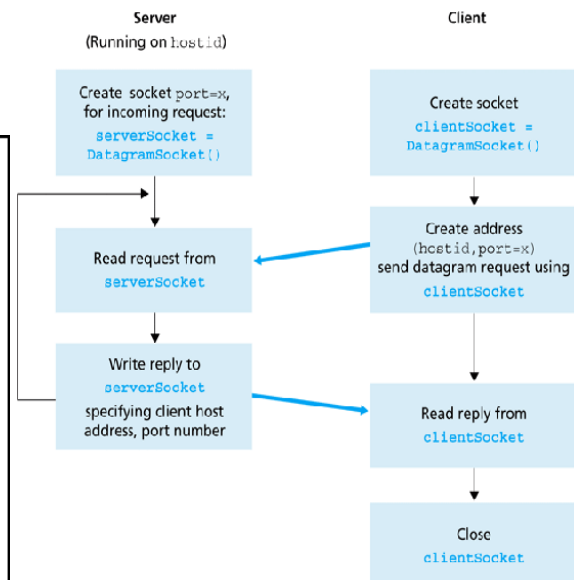 Server
(Running on hostid)
Create socket port=x,
for incoming request:
serverSocket =
DatagramSocket()
Read request from
serverSocket
Write reply to
serverSocket
specifying client host
address, port number
Client
Create socket
clientSocket =
DatagramSocket()
Create address
(hostid,port=x)
send datagram request using
clientSocket
Read reply from
clientSocket
Close
clientSocket